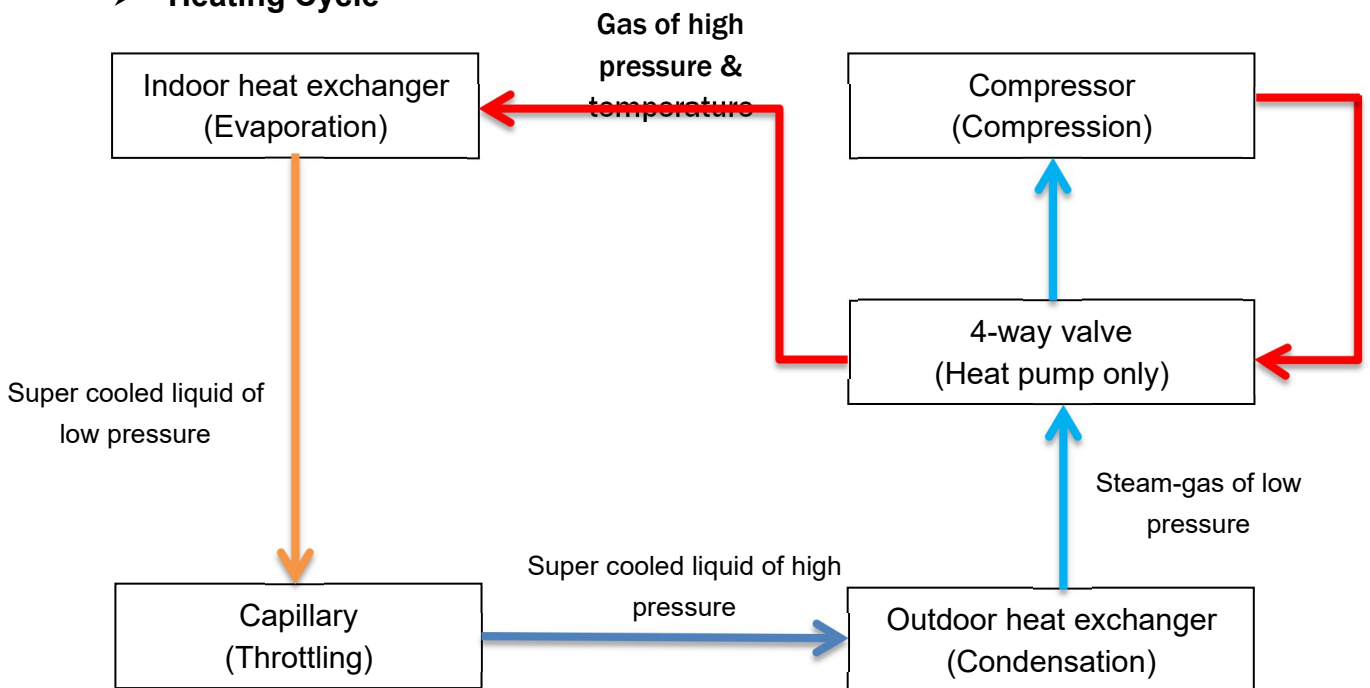 ➢ Heating Cycle
Gas of high
pressure &
temperature
Indoor heat exchanger
(Evaporation)
Compressor
(Compression)
4-way valve
(Heat pump only)
Super cooled liquid of
low pressure
Steam-gas of low
pressure
Super cooled liquid of high
pressure
Capillary
(Throttling)
Outdoor heat exchanger
(Condensation)